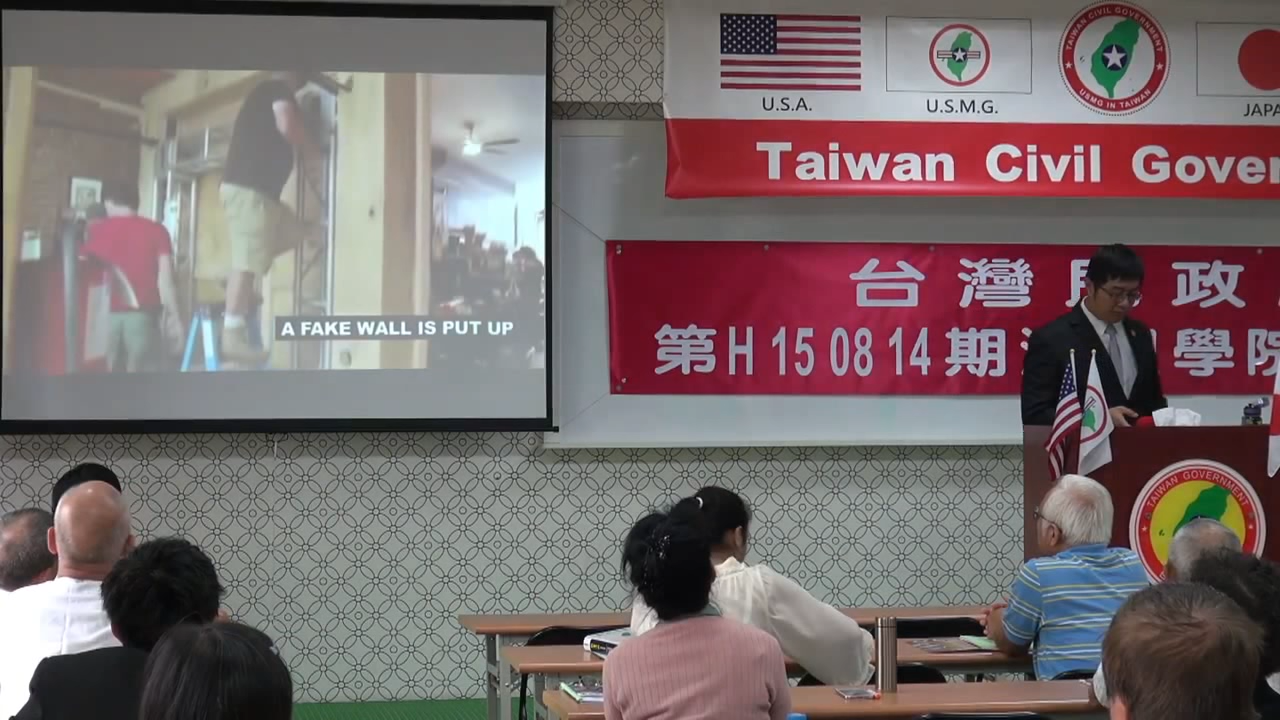 A FAKE WALL IS PUT UP
U.S.A.
U.S.M.G.
TAIWAN CIVIL GOVERNMENT
USMG IN TAIWAN
JAPA
Taiwan Civil Gover
台灣 政
第H 15 08 14 期 學院
TAIWAN GOVERNMENT